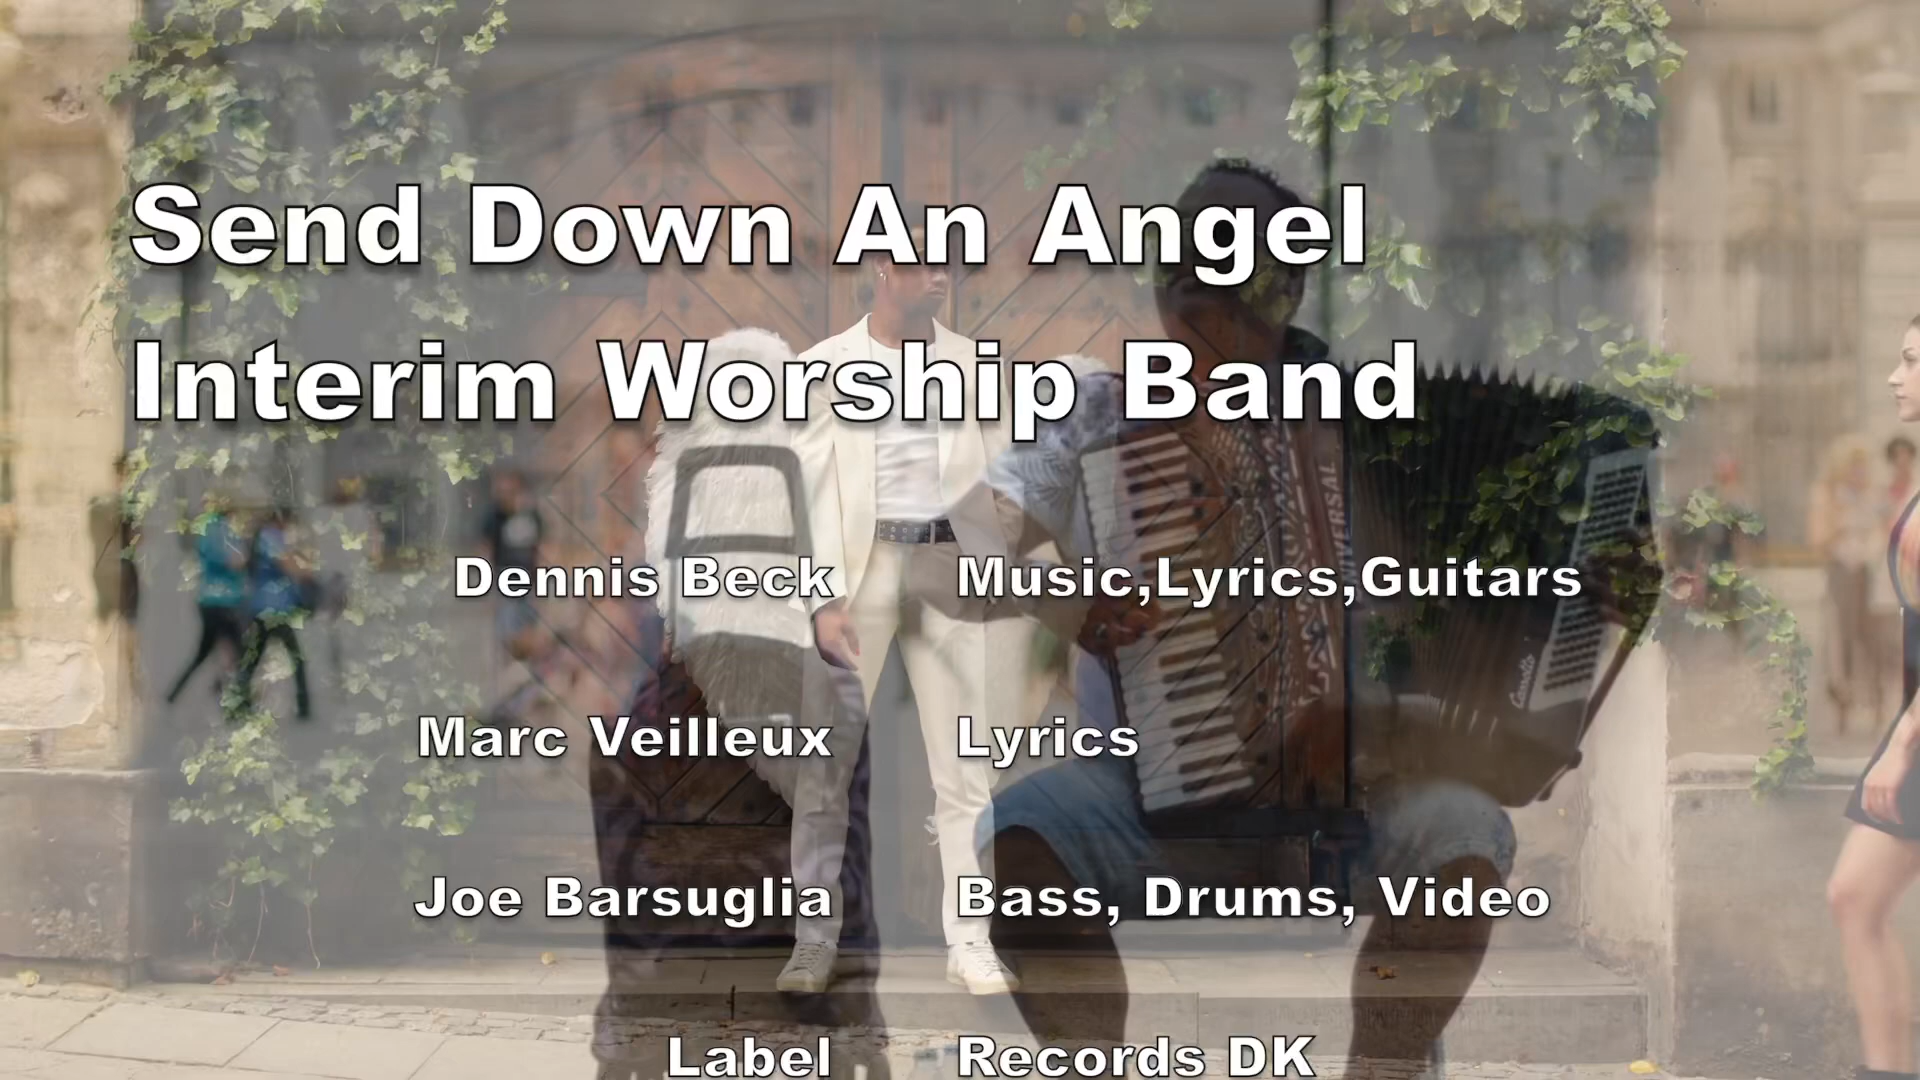 Send Down An Angel
Interim Worship Band
Dennis Beck Music,Lyrics,Guitars
Marc Veilleux Lyrics
Joe Barsuglia Bass, Drums, Video
Label Records DK
UNIVERSAL